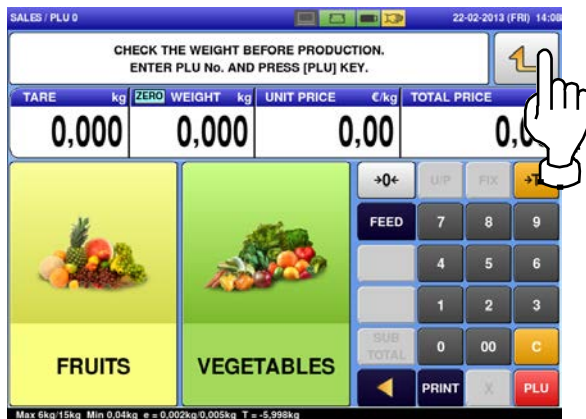 SALES / PLU 0
22-02-2013 (FRI) 14:08
CHECK THE WEIGHT BEFORE PRODUCTION.
ENTER PLU No. AND PRESS [PLU] KEY.
TARE kg ZERO WEIGHT kg UNIT PRICE €/kg TOTAL PRICE
0,000 0,000 0,00 0,0
→0← U/P FIX →T
FEED 7 8 9
4 5 6
1 2 3
SUB TOTAL 0 00 C
PRINT X PLU
FRUITS VEGETABLES
Max 6kg/15kg Min 0,04kg e = 0,002kg/0,005kg T = -5,998kg